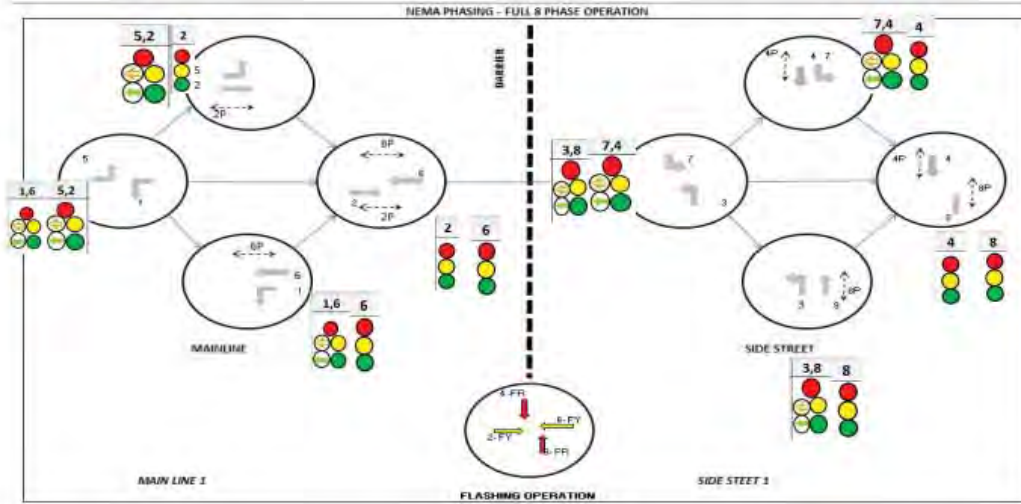 NEMA PHASING - FULL 8 PHASE OPERATION
5,2
2
5
2
2P
BARRIER
4P
4
7
7,4
4
5
1
1,6
5,2
6P
6
2
2P
2
6
3,8
7,4
7
3
4P
4
8P
8
4
8
6P
6
1
1,6
6
3
8
8P
MAINLINE
SIDE STREET
3,8
8
4-FR
2-FY
6-FY
8-FR
MAIN LINE 1
SIDE STEET 1
FLASHING OPERATION